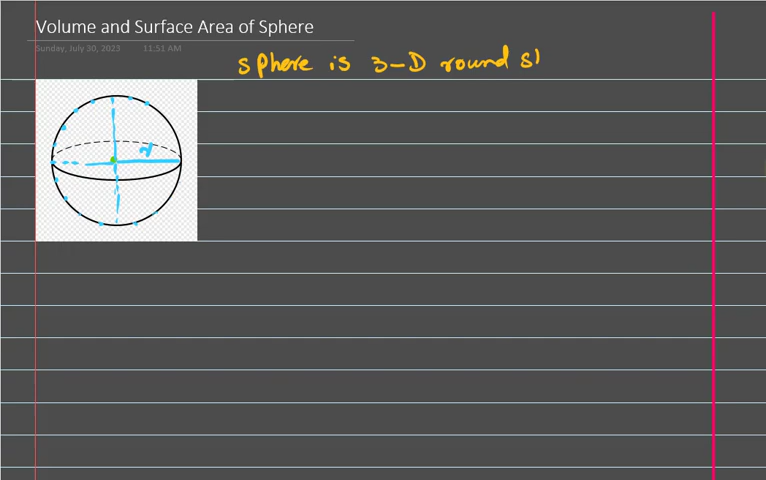 Volume and Surface Area of Sphere
Sunday, July 30, 2023 11:51 AM
sphere is 3-D round s
r